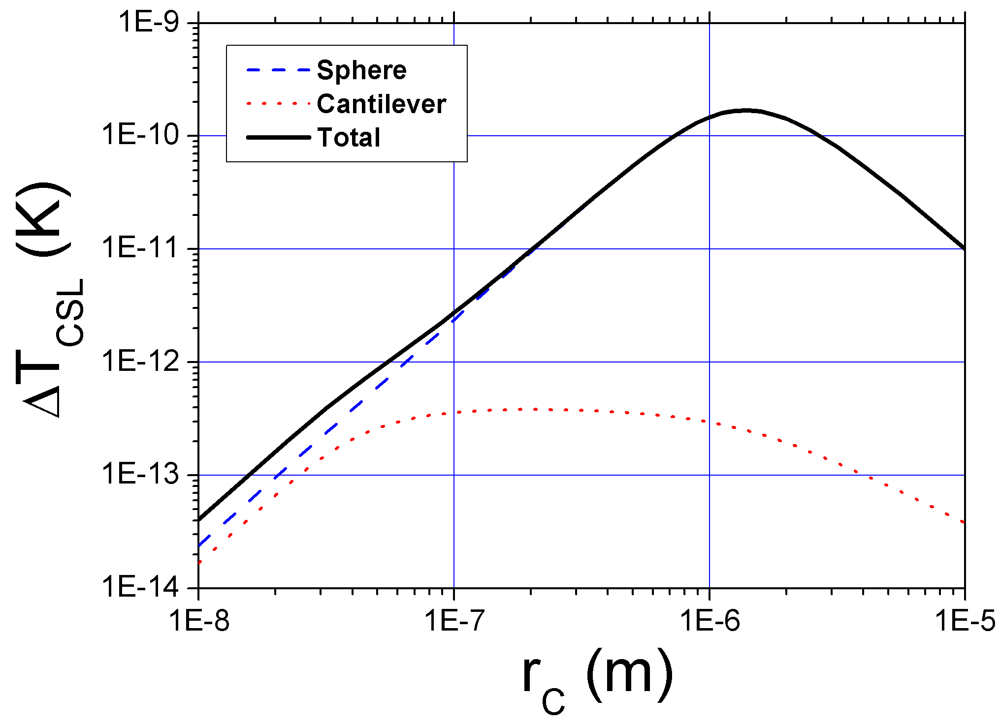 1E-9
1E-10
1E-11
1E-12
1E-13
1E-14
ΔT_CSL (K)
Sphere
Cantilever
Total
1E-8 1E-7 1E-6 1E-5
r_C (m)